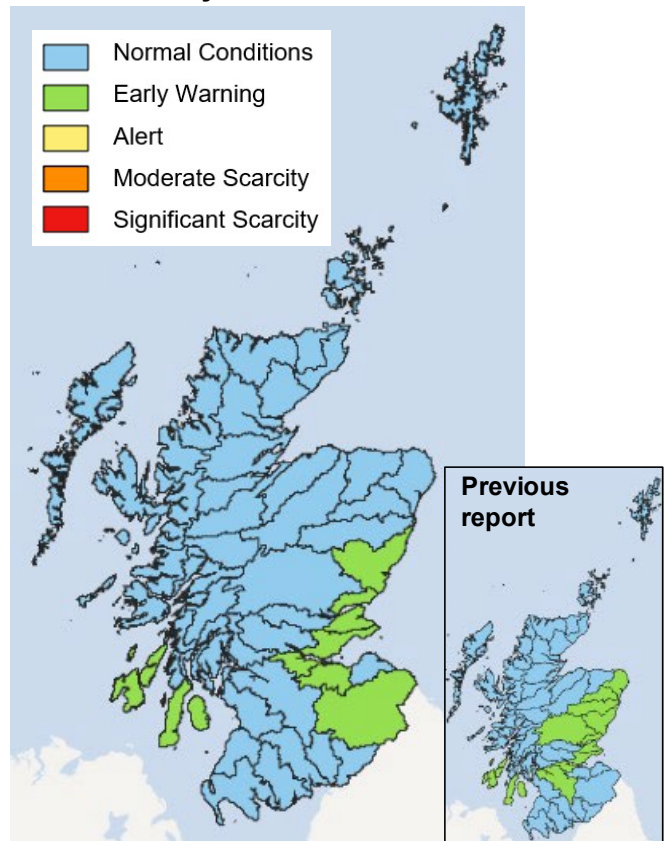 Normal Conditions
Early Warning
Alert
Moderate Scarcity
Significant Scarcity
Previous
report